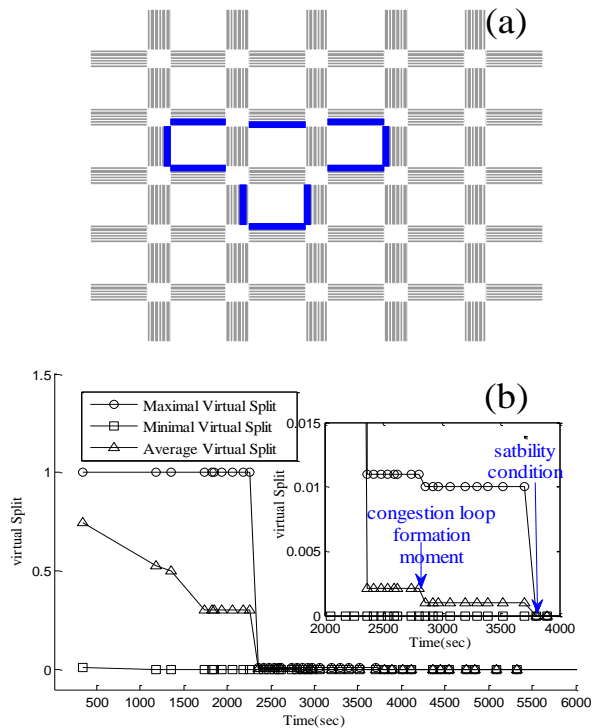 (a)
(b)
1.5
1
0.5
0
virtual Split
Maximal Virtual Split
Minimal Virtual Split
Average Virtual Split
500 1000 1500 2000 2500 3000 3500 4000 4500 5000 5500 6000
Time(sec)
0.015
0.01
0.005
0
virtual Split
satbility
condition
congestion loop
formation
moment
2000 2500 3000 3500 4000
Time(sec)